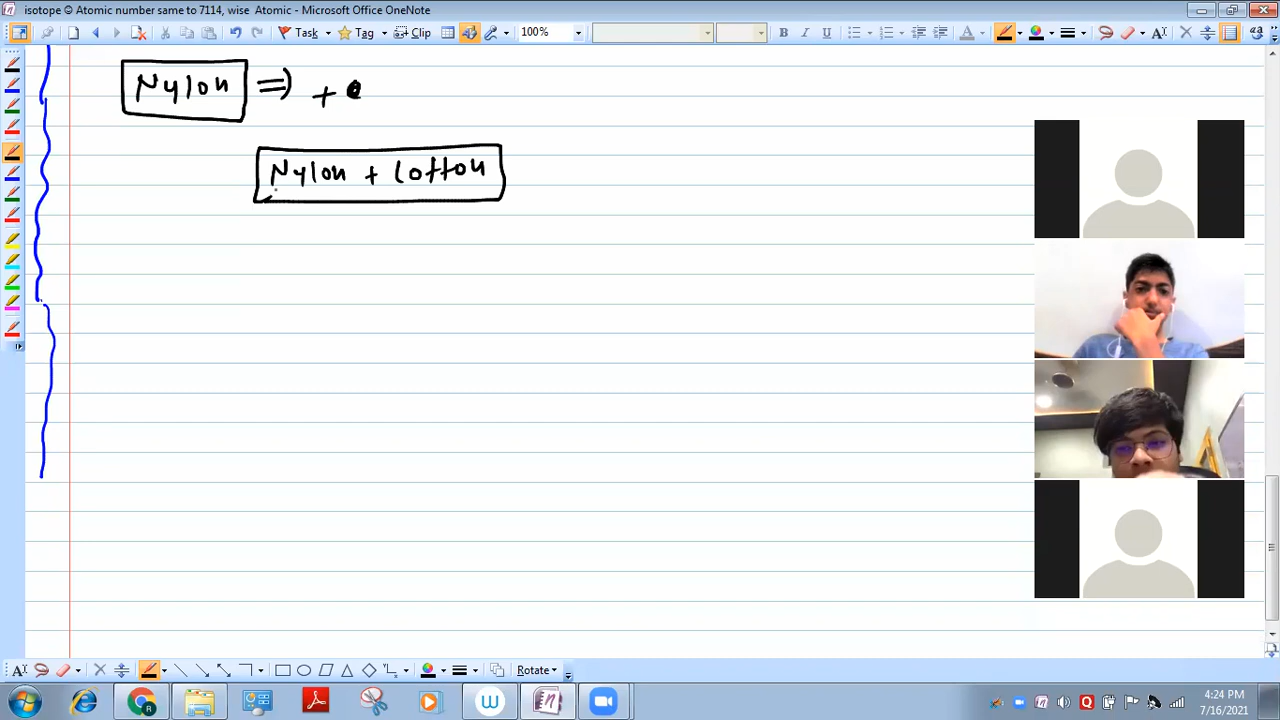 isotope © Atomic number same to 7114, wise Atomic - Microsoft Office OneNote
Task Tag Clip 100% B I U A
Nylon => +e
Nylon + Cotton
Rotate
4:24 PM
7/16/2021